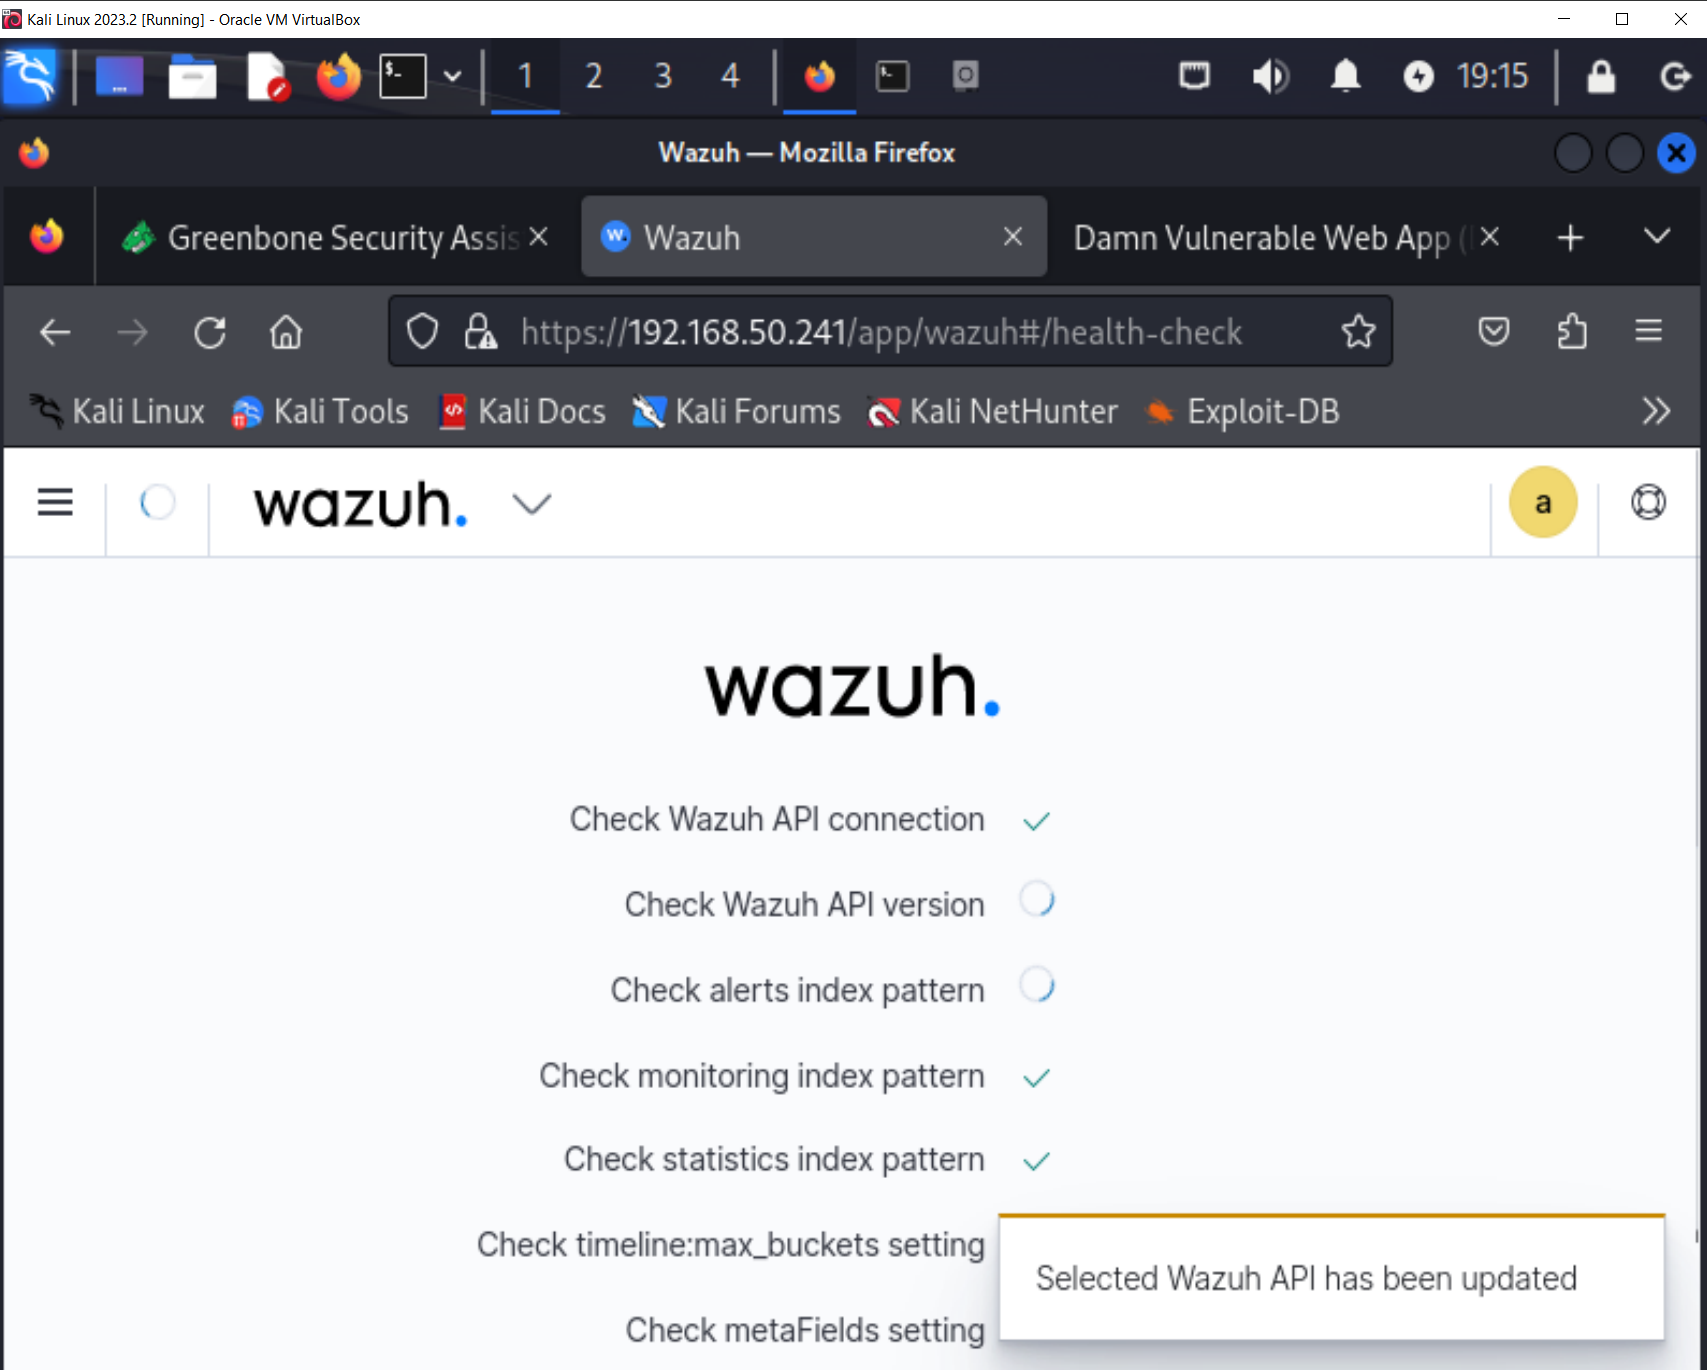 Kali Linux 2023.2 [Running] - Oracle VM VirtualBox
1 2 3 4 19:15
Wazuh — Mozilla Firefox
Greenbone Security Assis Wazuh Damn Vulnerable Web App (
https://192.168.50.241/app/wazuh#/health-check
Kali Linux Kali Tools Kali Docs Kali Forums Kali NetHunter Exploit-DB
wazuh. a
wazuh.
Check Wazuh API connection
Check Wazuh API version
Check alerts index pattern
Check monitoring index pattern
Check statistics index pattern
Check timeline:max_buckets setting
Selected Wazuh API has been updated
Check metaFields setting